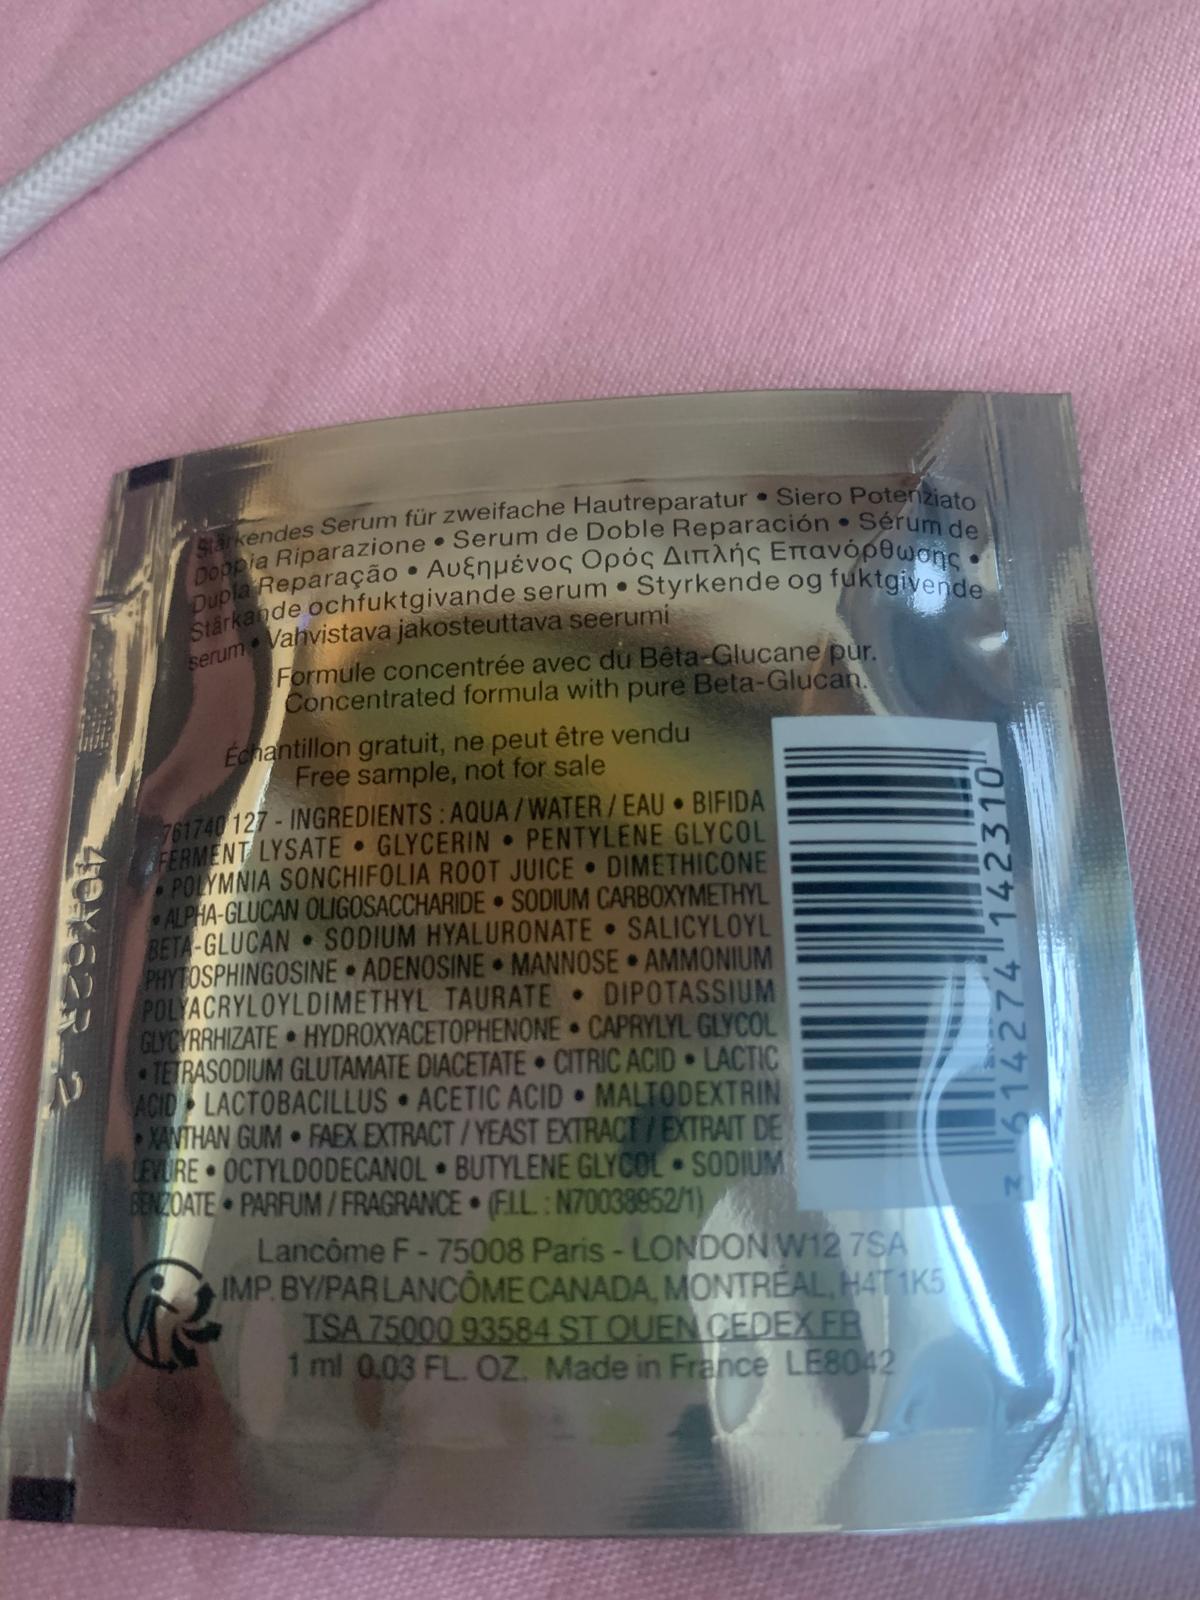 Stärkendes Serum für zweifache Hautreparatur • Siero Potenziato
Doppia Riparazione • Serum de Doble Reparación • Sérum de
Dupla Reparação • Αυξημένος Ορός Διπλής Επανόρθωσης •
Stärkande ochfuktgivande serum • Styrkende og fuktgivende
serum • Vahvistava jakosteuttava seerumi
Formule concentrée avec du Bêta-Glucane pur.
Concentrated formula with pure Beta-Glucan.
Échantillon gratuit, ne peut être vendu
Free sample, not for sale
761740 127 - INGREDIENTS : AQUA / WATER / EAU • BIFIDA
FERMENT LYSATE • GLYCERIN • PENTYLENE GLYCOL
• POLYMNIA SONCHIFOLIA ROOT JUICE • DIMETHICONE
• ALPHA-GLUCAN OLIGOSACCHARIDE • SODIUM CARBOXYMETHYL
BETA-GLUCAN • SODIUM HYALURONATE • SALICYLOYL
PHYTOSPHINGOSINE • ADENOSINE • MANNOSE • AMMONIUM
POLYACRYLOYLDIMETHYL TAURATE • DIPOTASSIUM
GLYCYRRHIZATE • HYDROXYACETOPHENONE • CAPRYLYL GLYCOL
• TETRASODIUM GLUTAMATE DIACETATE • CITRIC ACID • LACTIC
ACID • LACTOBACILLUS • ACETIC ACID • MALTODEXTRIN
• XANTHAN GUM • FAEX EXTRACT / YEAST EXTRACT / EXTRAIT DE
LEVURE • OCTYLDODECANOL • BUTYLENE GLYCOL • SODIUM
BENZOATE • PARFUM / FRAGRANCE • (F.I.L. : N70038952/1)
Lancôme F - 75008 Paris - LONDON W12 7SA
IMP. BY/PAR LANCÔME CANADA, MONTRÉAL, H4T 1K5
TSA 75000 93584 ST OUEN CEDEX FR
1 ml 0.03 FL. OZ. Made in France LE8042
3 614274 142310